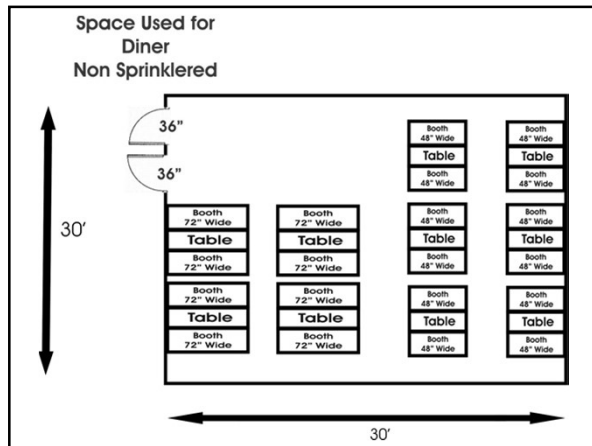 Space Used for
Diner
Non Sprinklered
36”
36”
30’
Booth
48” Wide
Table
Booth
48” Wide
Booth
48” Wide
Table
Booth
48” Wide
Booth
72” Wide
Table
Booth
72” Wide
Booth
72” Wide
Table
Booth
72” Wide
Booth
48” Wide
Table
Booth
48” Wide
Booth
48” Wide
Table
Booth
48” Wide
Booth
72” Wide
Table
Booth
72” Wide
Booth
72” Wide
Table
Booth
72” Wide
Booth
48” Wide
Table
Booth
48” Wide
Booth
48” Wide
Table
Booth
48” Wide
30’